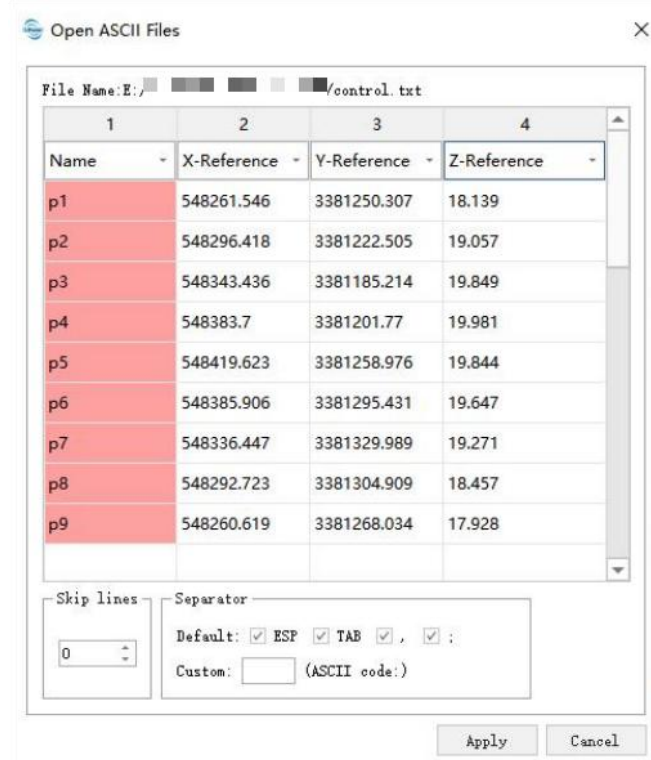 Open ASCII Files
File Name:E:/ /control.txt
1 2 3 4
Name X-Reference Y-Reference Z-Reference
p1 548261.546 3381250.307 18.139
p2 548296.418 3381222.505 19.057
p3 548343.436 3381185.214 19.849
p4 548383.7 3381201.77 19.981
p5 548419.623 3381258.976 19.844
p6 548385.906 3381295.431 19.647
p7 548336.447 3381329.989 19.271
p8 548292.723 3381304.909 18.457
p9 548260.619 3381268.034 17.928
Skip lines Separator
0
Default: ESP TAB , ;
Custom: (ASCII code:)
Apply Cancel